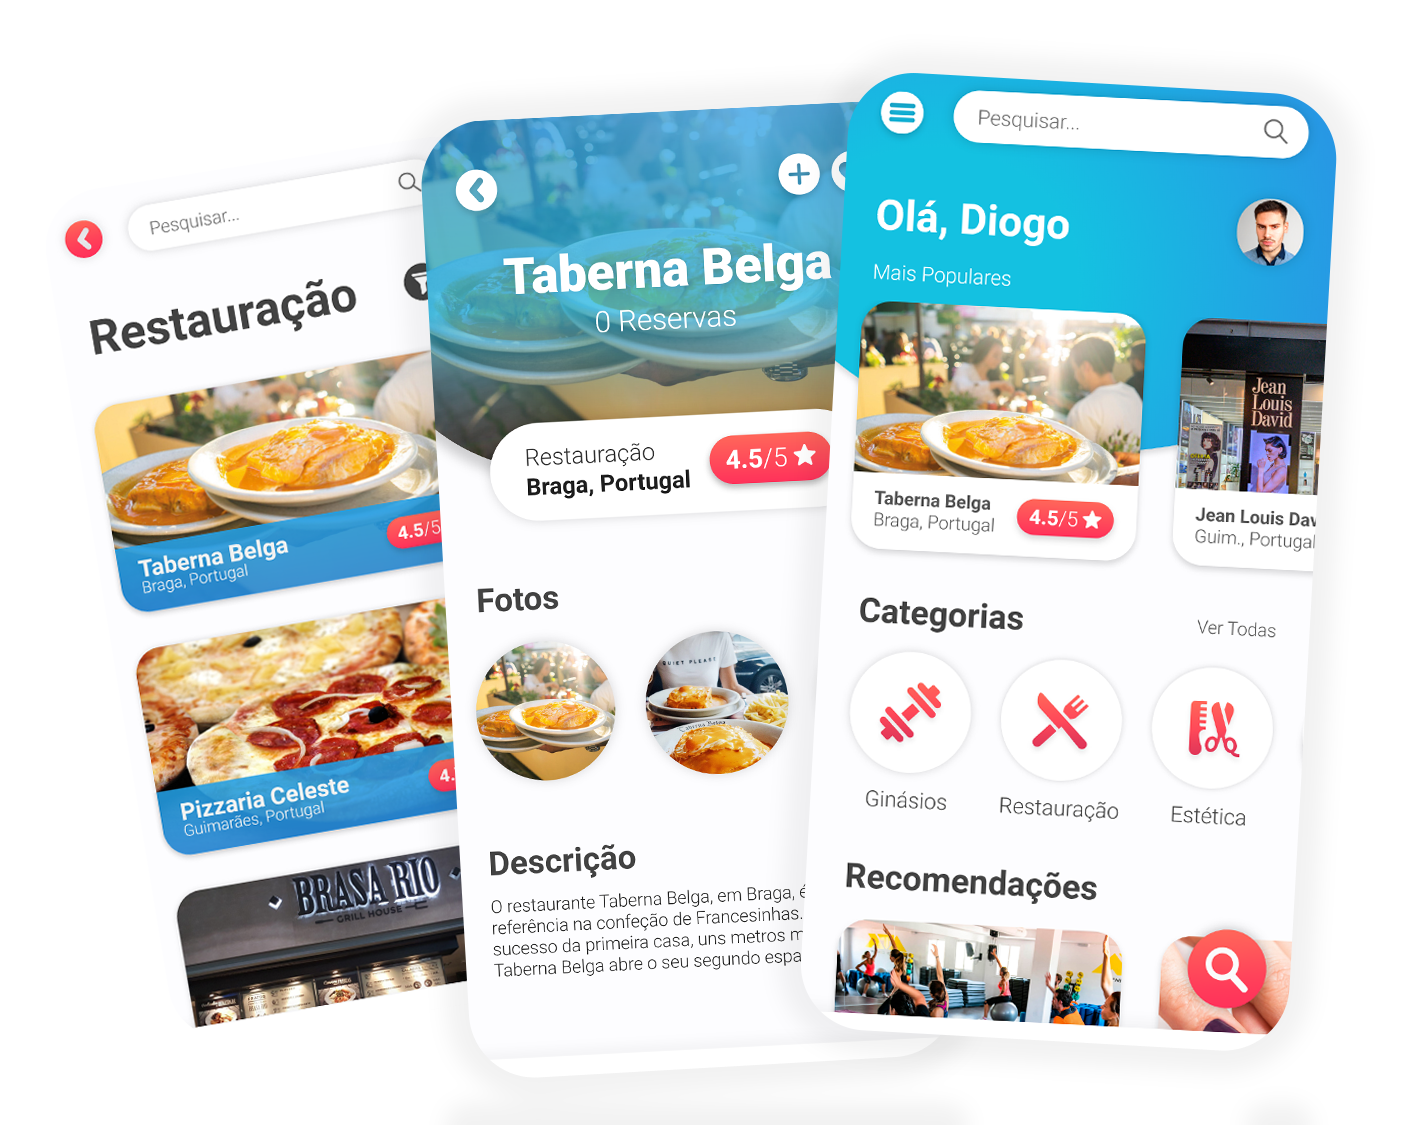 Pesquisar...
Restauração
4.5/5
Taberna Belga
Braga, Portugal
Pizzaria Celeste
Guimarães, Portugal
BRASA RIO
GRILL HOUSE
Taberna Belga
0 Reservas
Restauração
Braga, Portugal
4.5/5
Fotos
QUIET PLEASE
Taberna Belga
Descrição
O restaurante Taberna Belga, em Braga, é
referência na confeção de Francesinhas.
sucesso da primeira casa, uns metros m
Taberna Belga abre o seu segundo espa
Pesquisar...
Olá, Diogo
Mais Populares
Jean
Louis
David
Taberna Belga
Braga, Portugal
4.5/5
Jean Louis Dav
Guim., Portugal
Categorias
Ver Todas
Ginásios
Restauração
Estética
Recomendações